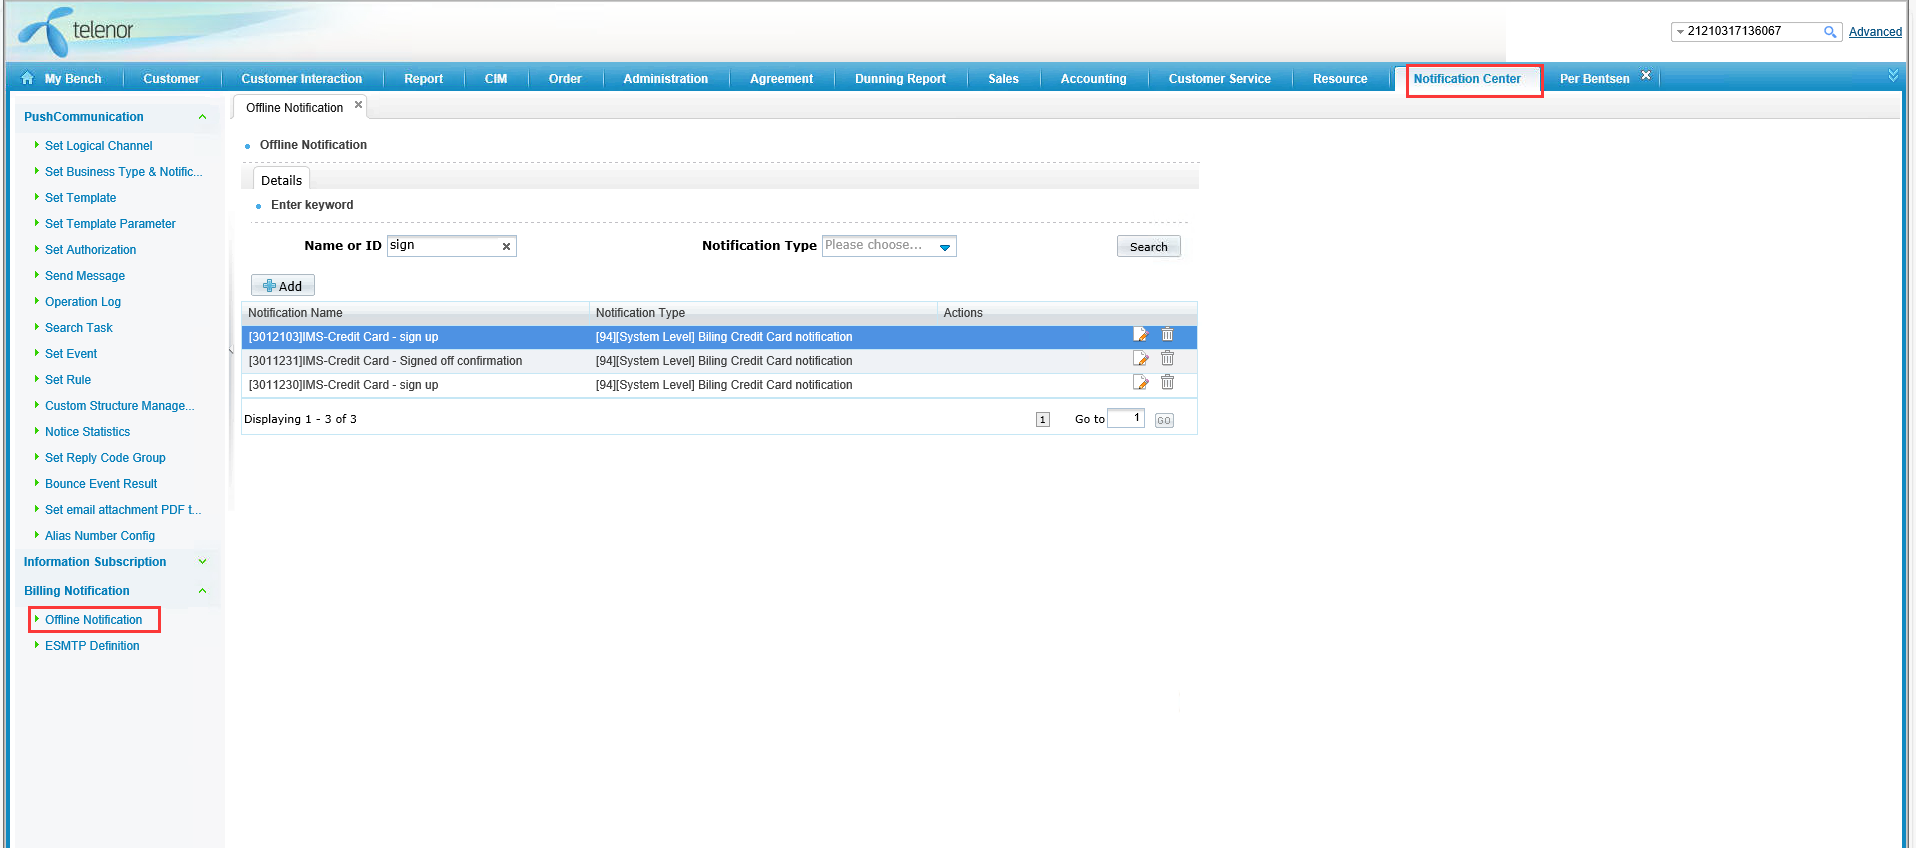 telenor
21210317136067
Advanced
My Bench
Customer
Customer Interaction
Report
CIM
Order
Administration
Agreement
Dunning Report
Sales
Accounting
Customer Service
Resource
Notification Center
Per Bentsen
PushCommunication
Set Logical Channel
Set Business Type & Notific...
Set Template
Set Template Parameter
Set Authorization
Send Message
Operation Log
Search Task
Set Event
Set Rule
Custom Structure Manage...
Notice Statistics
Set Reply Code Group
Bounce Event Result
Set email attachment PDF t...
Alias Number Config
Information Subscription
Billing Notification
Offline Notification
ESMTP Definition
Offline Notification
Offline Notification
Details
Enter keyword
Name or ID sign
Notification Type Please choose...
Search
Add
Notification Name Notification Type Actions
[3012103]IMS-Credit Card - sign up [94][System Level] Biling Credit Card notification
[3011231]IMS-Credit Card - Signed off confirmation [94][System Level] Biling Credit Card notification
[3011230]IMS-Credit Card - sign up [94][System Level] Biling Credit Card notification
Displaying 1 - 3 of 3 1 Go to 1 GO